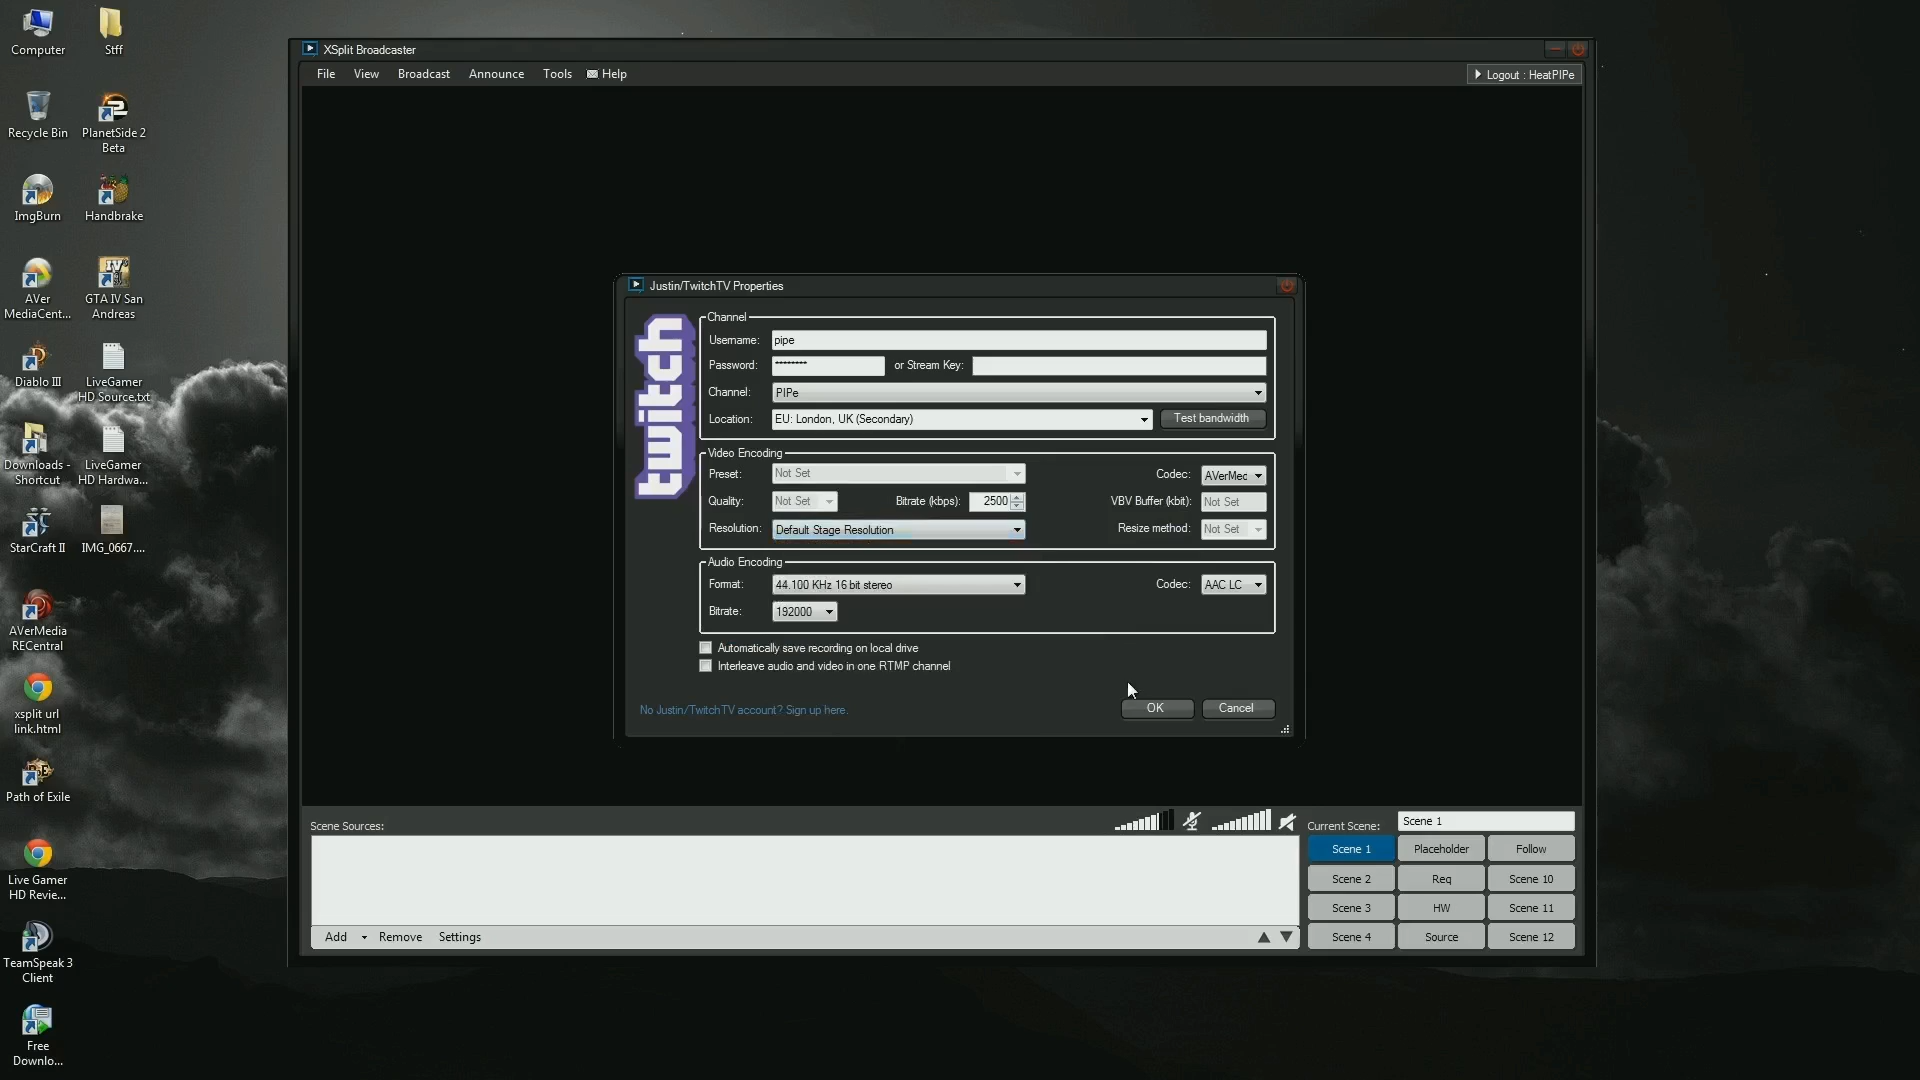 Computer
Stff
Recycle Bin
PlanetSide 2
Beta
ImgBurn
Handbrake
AVer
MediaCent...
GTA IV San
Andreas
Diablo III
LiveGamer
HD Source.txt
Downloads -
Shortcut
LiveGamer
HD Hardwa...
StarCraft II
IMG_0667....
AVerMedia
RECentral
xsplit url
link.html
Path of Exile
Live Gamer
HD Revie...
TeamSpeak 3
Client
Free
Downlo...
XSplit Broadcaster
File View Broadcast Announce Tools Help
Logout : HeatPIPe
Justin/TwitchTV Properties
twitch
Channel
Username: pipe
Password: ******** or Stream Key:
Channel: PIPe
Location: EU: London, UK (Secondary) Test bandwidth
Video Encoding
Preset: Not Set Codec: AVerMec
Quality: Not Set Bitrate (kbps): 2500 VBV Buffer (kbit): Not Set
Resolution: Default Stage Resolution Resize method: Not Set
Audio Encoding
Format: 44.100 KHz 16 bit stereo Codec: AAC LC
Bitrate: 192000
Automatically save recording on local drive
Interleave audio and video in one RTMP channel
No Justin/TwitchTV account? Sign up here.
OK Cancel
Scene Sources:
Current Scene: Scene 1
Scene 1 Placeholder Follow
Scene 2 Req Scene 10
Scene 3 HW Scene 11
Scene 4 Source Scene 12
Add Remove Settings